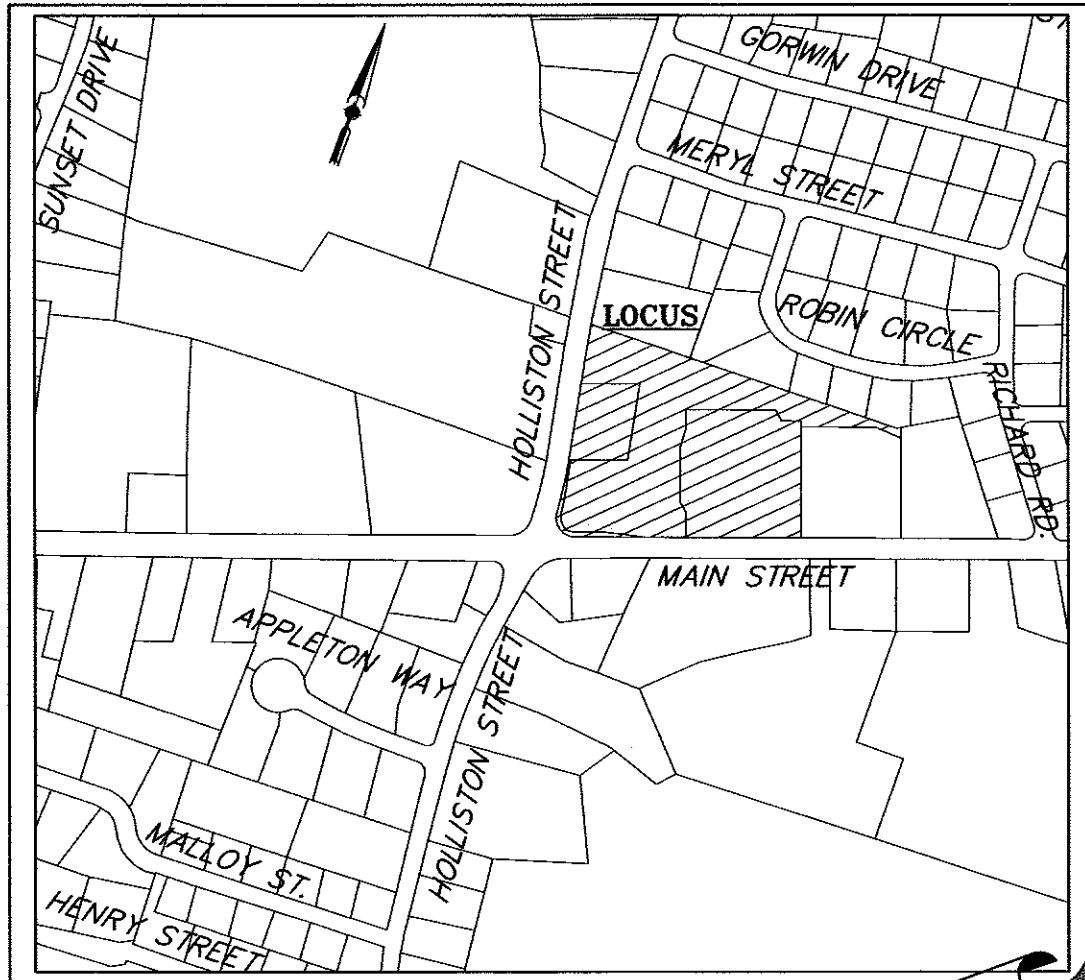 SUNSET DRIVE
GORWIN DRIVE
MERYL STREET
HOLLISTON STREET
LOCUS
ROBIN CIRCLE
RICHARD RD.
MAIN STREET
APPLETON WAY
HOLLISTON STREET
MALLOY ST.
HENRY STREET